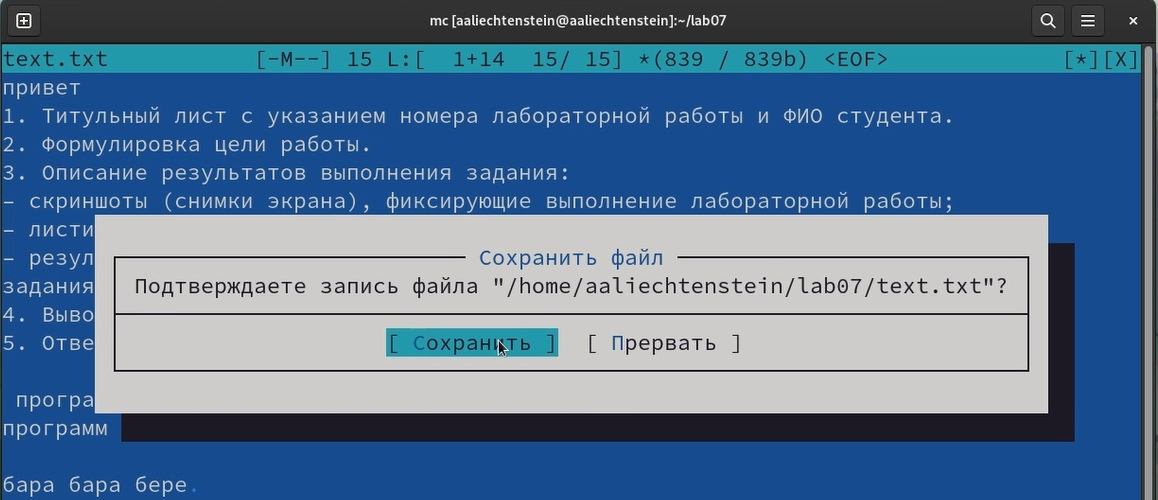 mc [aaliechtenstein@aaliechtenstein]:~/lab07
text.txt [-M--] 15 L:[ 1+14 15/ 15] *(839 / 839b) <EOF> [*][X]
привет
1. Титульный лист с указанием номера лабораторной работы и ФИО студента.
2. Формулировка цели работы.
3. Описание результатов выполнения задания:
– скриншоты (снимки экрана), фиксирующие выполнение лабораторной работы;
– листи
– резул
Сохранить файл
Подтверждаете запись файла "/home/aaliechtenstein/lab07/text.txt"?
[ Сохранить ] [ Прервать ]
задания
4. Выво
5. Отве
програ
программ
бара бара бере.